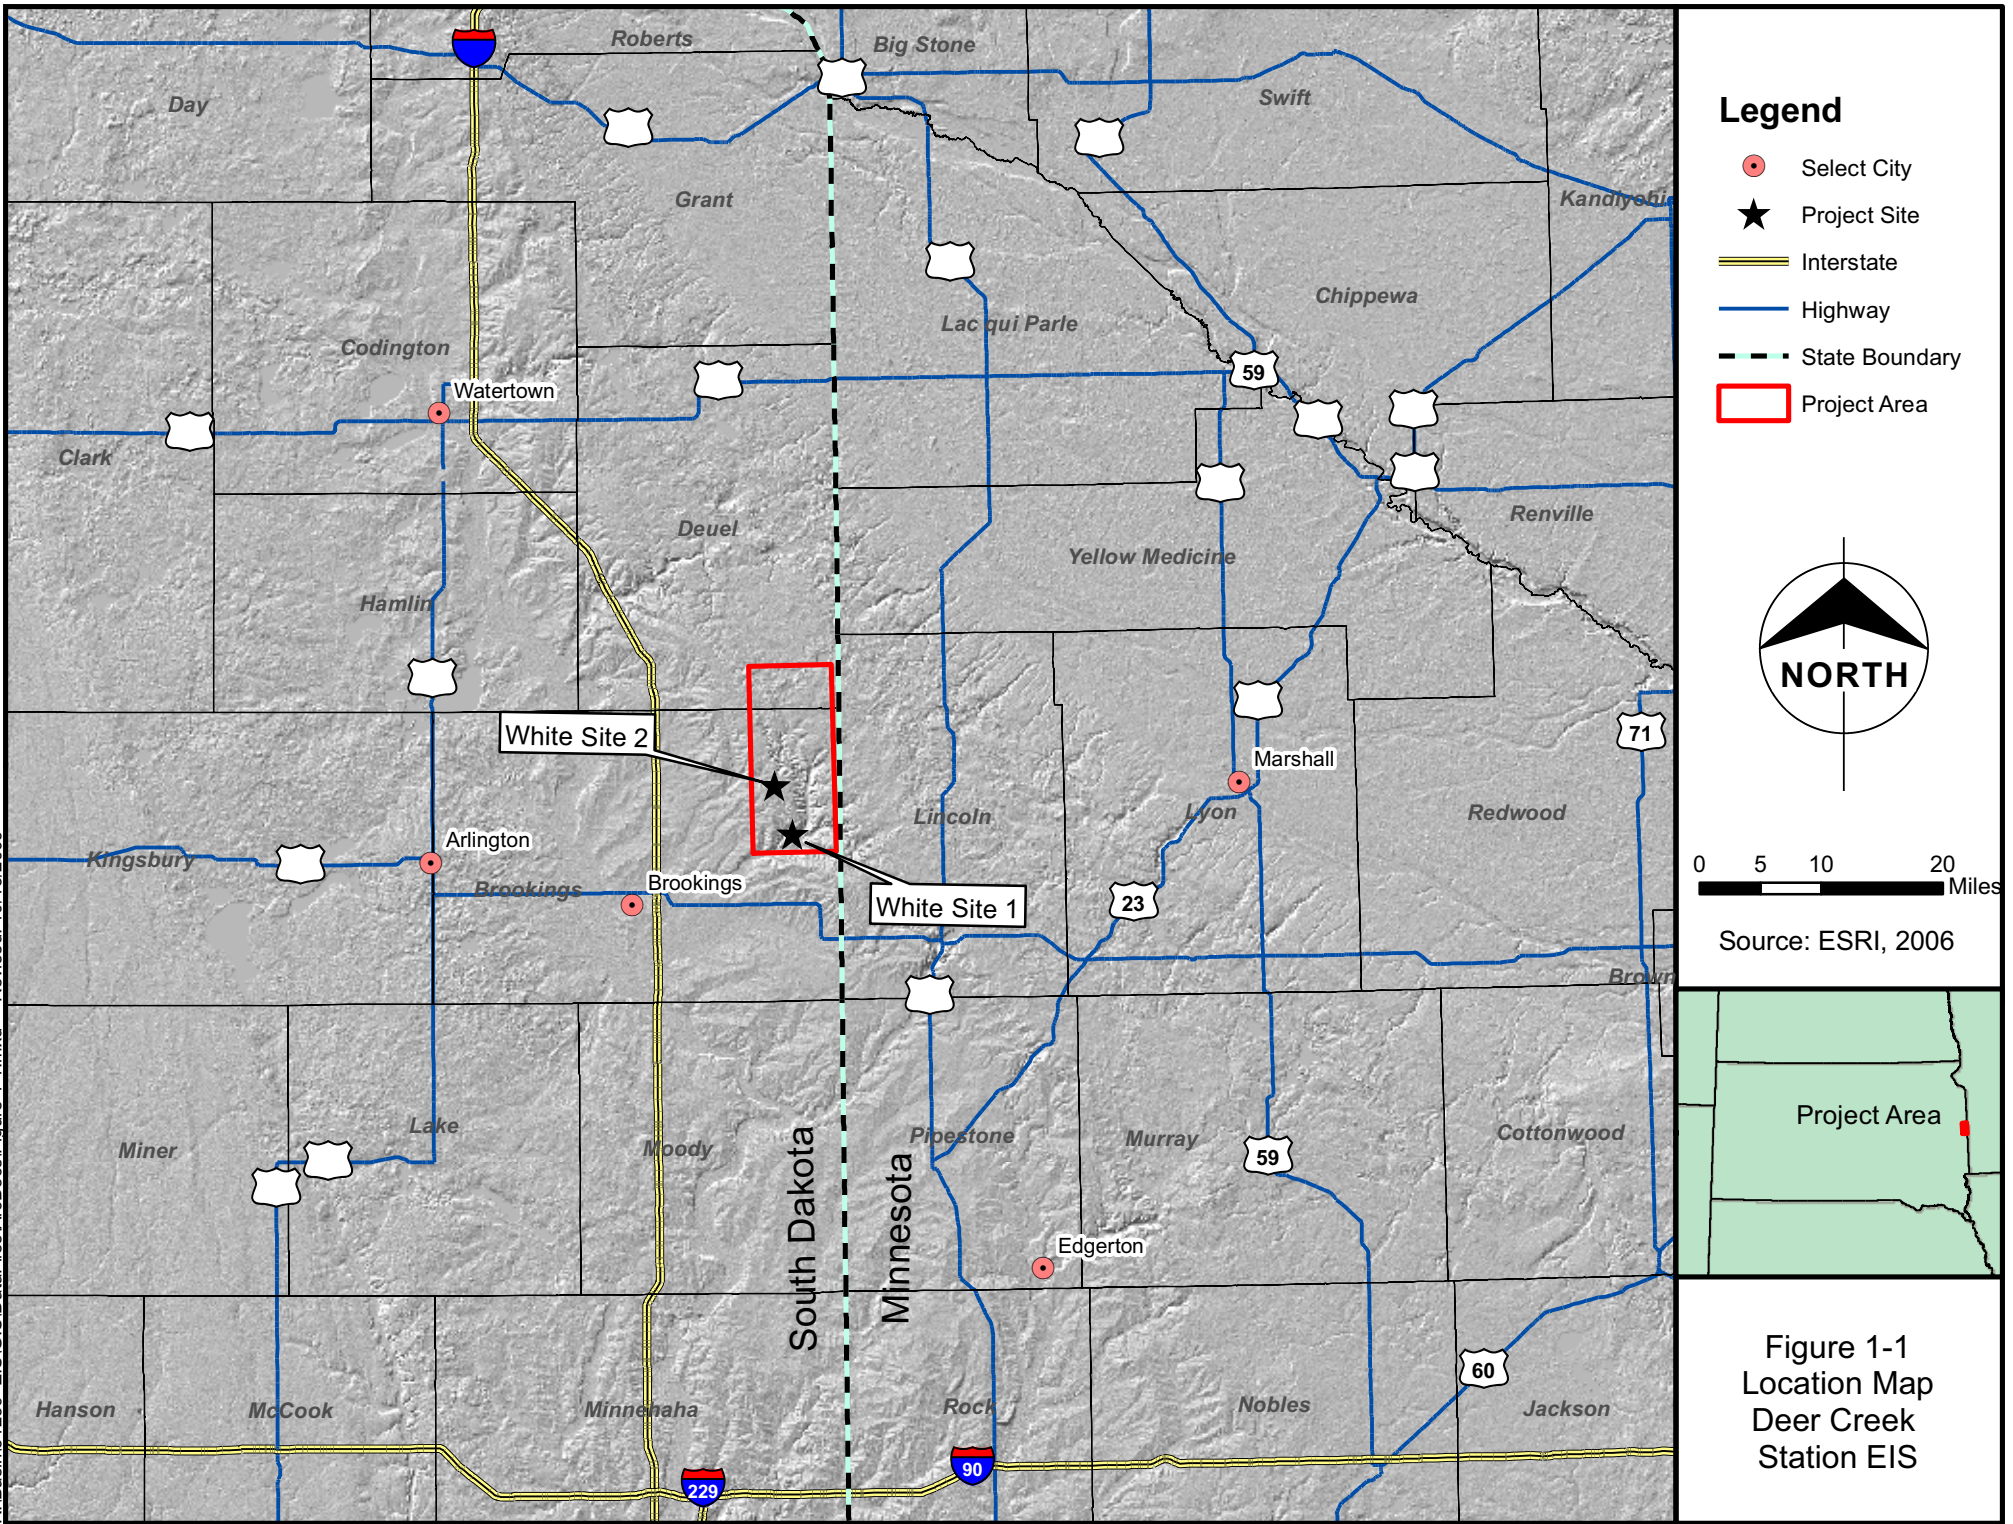 Roberts
Big Stone
Day
Swift
Grant
Kandiyohi
Chippewa
Lac qui Parle
Codington
Watertown
59
Clark
Deuel
Renville
Yellow Medicine
Hamlin
White Site 2
71
Marshall
Lincoln
Lyon
Redwood
Arlington
Kingsbury
Brookings
Brookings
White Site 1
23
Brown
Miner
Lake
Moody
South Dakota
Minnesota
Pipestone
Murray
59
Cottonwood
Edgerton
60
Hanson
McCook
Minnehaha
Rock
Nobles
Jackson
90
229
Legend
Select City
Project Site
Interstate
Highway
State Boundary
Project Area
NORTH
0 5 10 20
Miles
Source: ESRI, 2006
Project Area
Figure 1-1
Location Map
Deer Creek
Station EIS